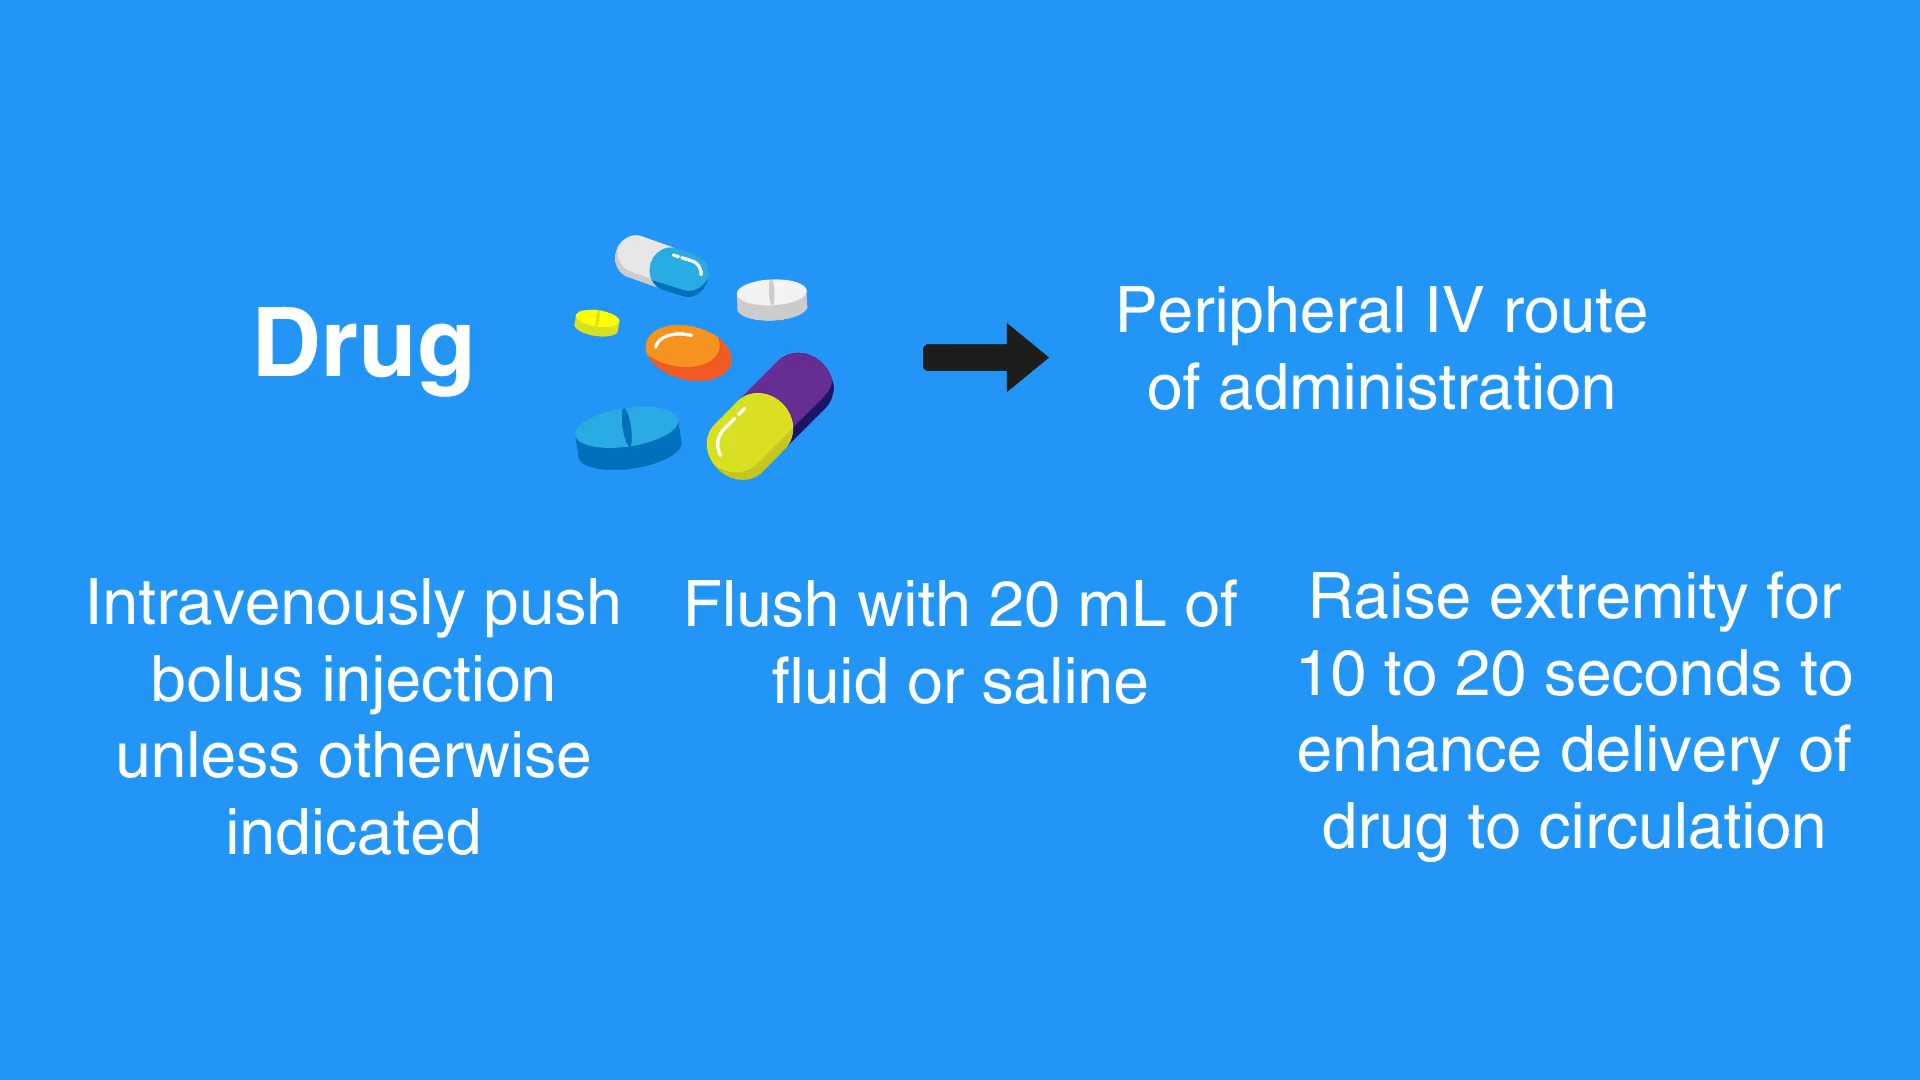 Drug
Peripheral IV route
of administration
Intravenously push
bolus injection
unless otherwise
indicated
Flush with 20 mL of
fluid or saline
Raise extremity for
10 to 20 seconds to
enhance delivery of
drug to circulation